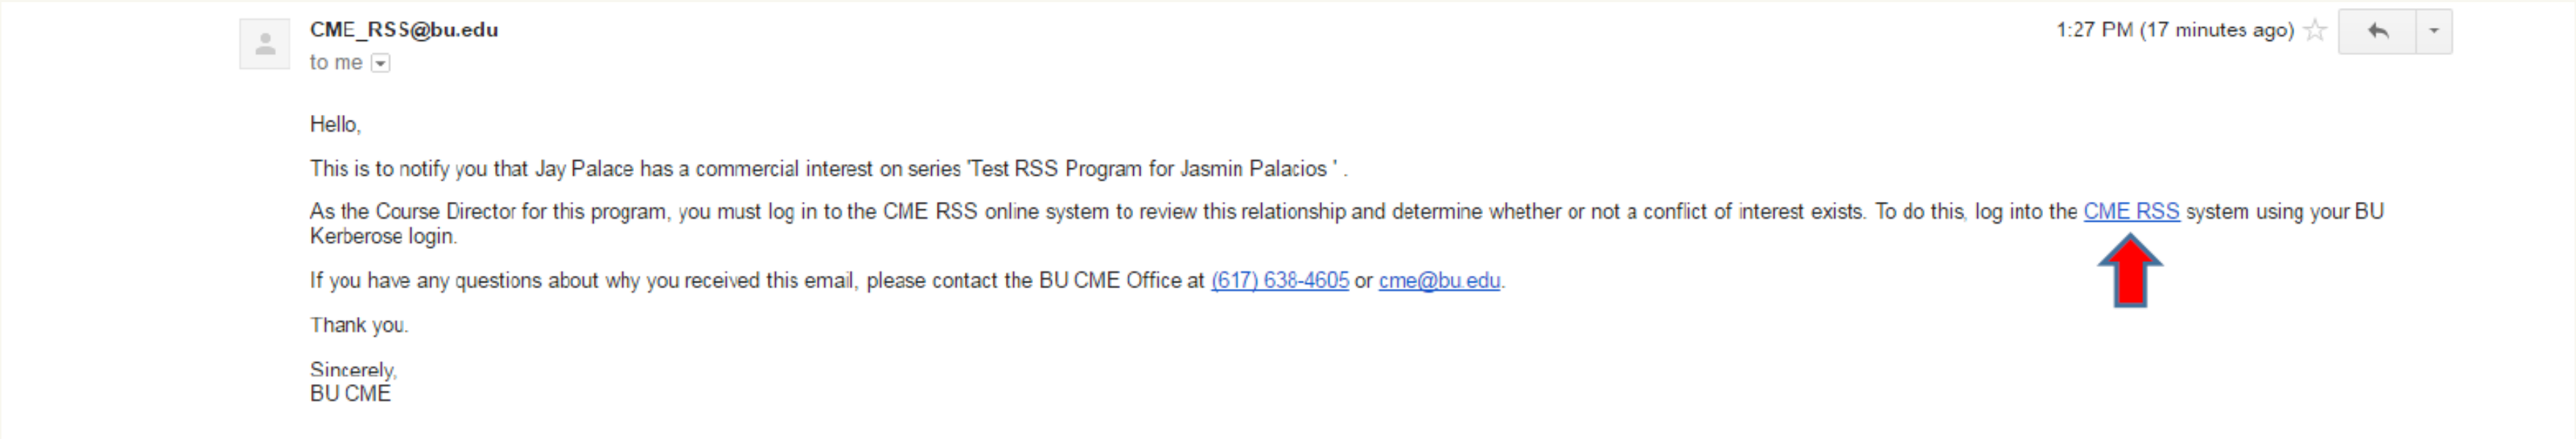 CME_RSS@bu.edu
1:27 PM (17 minutes ago)
to me
Hello,
This is to notify you that Jay Palace has a commercial interest on series 'Test RSS Program for Jasmin Palacios ' .
As the Course Director for this program, you must log in to the CME RSS online system to review this relationship and determine whether or not a conflict of interest exists. To do this, log into the CME RSS system using your BU
Kerberose login.
If you have any questions about why you received this email, please contact the BU CME Office at (617) 638-4605 or cme@bu.edu.
Thank you.
Sincerely,
BU CME